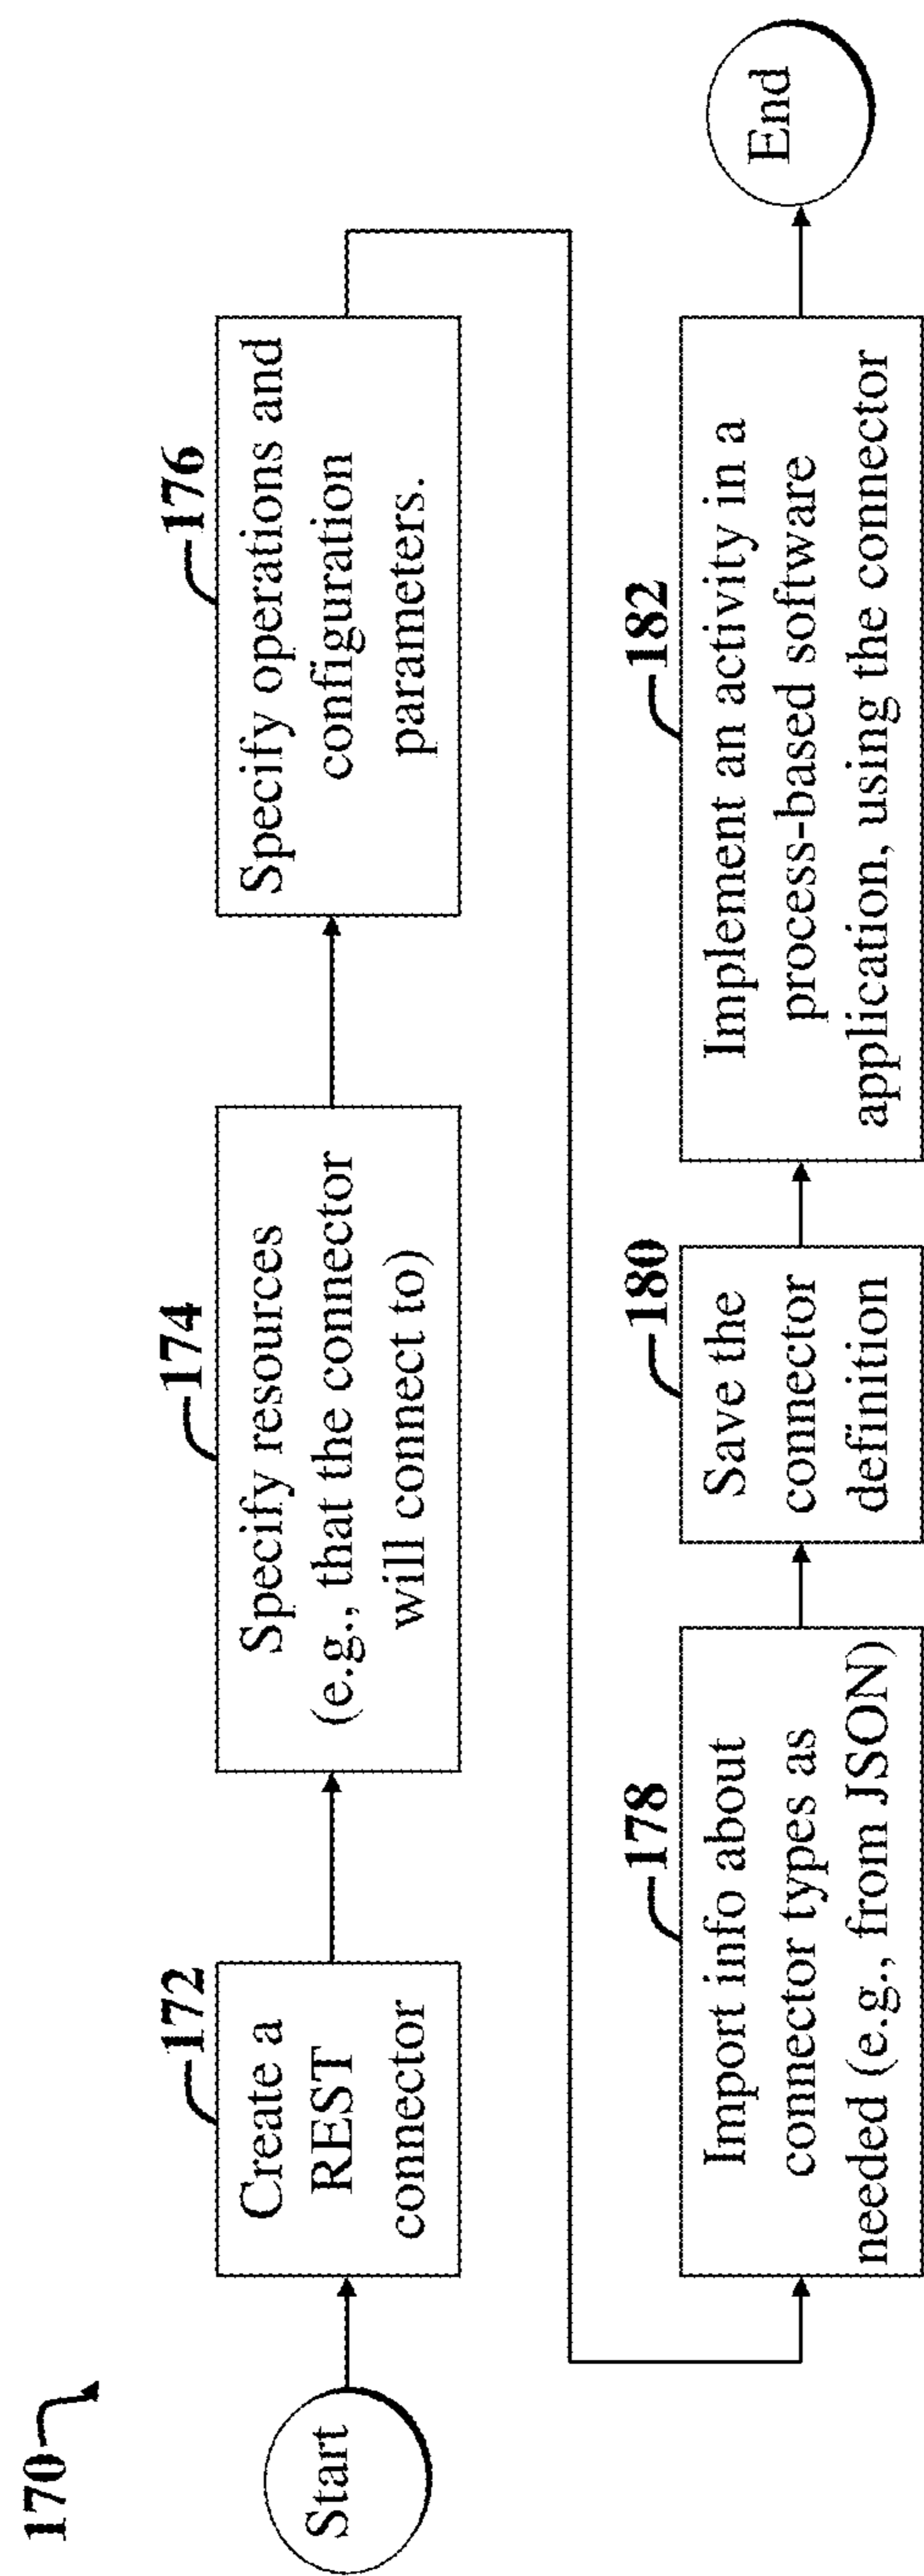 170
Start
172
Create a
REST
connector
174
Specify resources
(e.g., that the connector
will connect to)
176
Specify operations and
configuration
parameters.
178
Import info about
connector types as
needed (e.g., from JSON)
180
Save the
connector
definition
182
Implement an activity in a
process-based software
application, using the connector
End